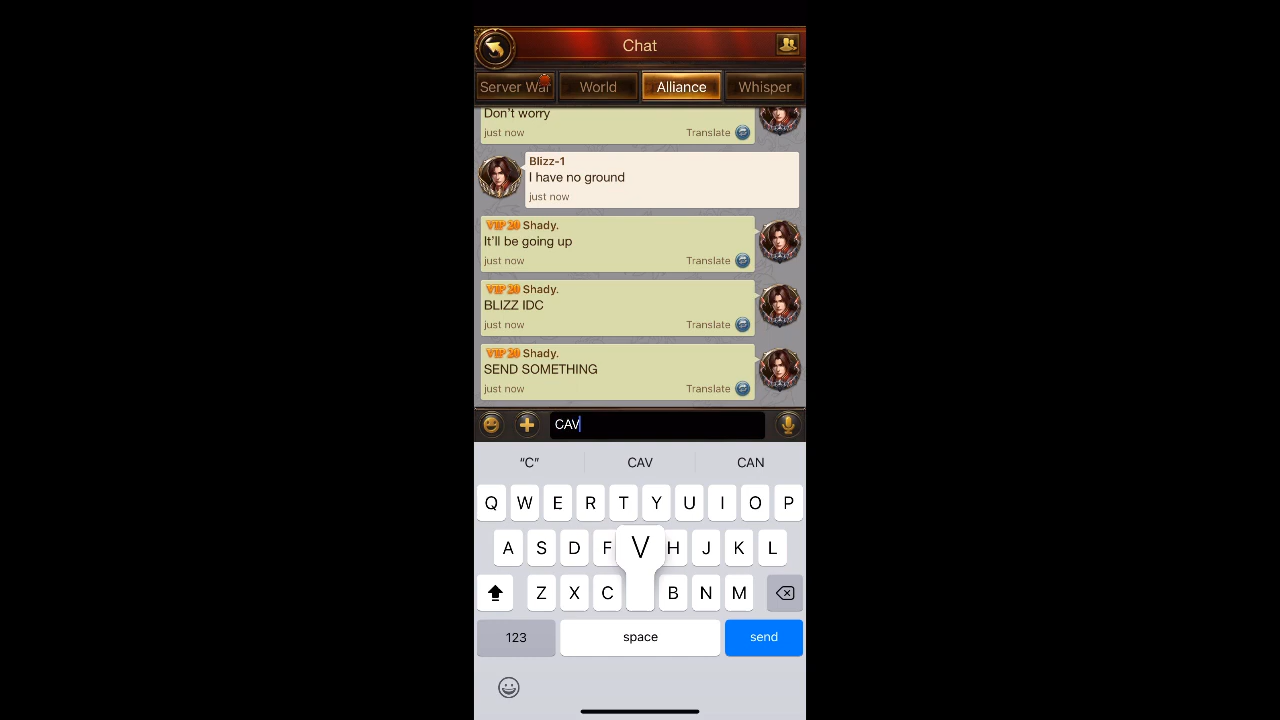 Chat
Server War
World
Alliance
Whisper
Don't worry
just now
Translate
Blizz-1
I have no ground
just now
VIP 20 Shady.
It'll be going up
just now
Translate
VIP 20 Shady.
BLIZZ IDC
just now
Translate
VIP 20 Shady.
SEND SOMETHING
just now
Translate
CAV
"C"
CAV
CAN
Q W E R T Y U I O P
A S D F V H J K L
Z X C B N M
123
space
send